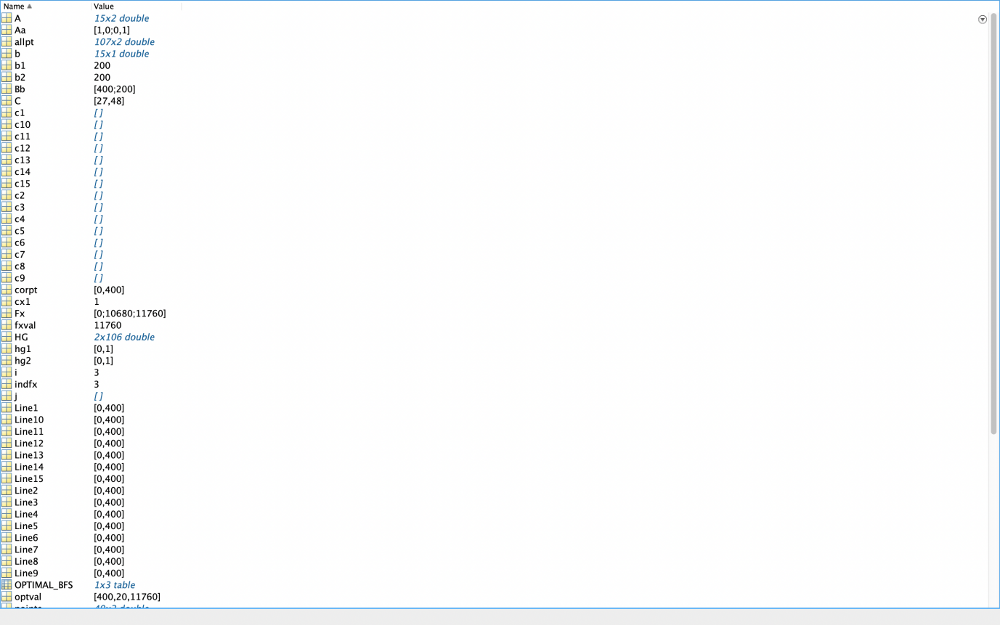 Name Value
A 15x2 double
Aa [1,0;0,1]
allpt 107x2 double
b 15x1 double
b1 200
b2 200
Bb [400;200]
C [27,48]
c1 []
c10 []
c11 []
c12 []
c13 []
c14 []
c15 []
c2 []
c3 []
c4 []
c5 []
c6 []
c7 []
c8 []
c9 []
corpt [0,400]
cx1 1
Fx [0;10680;11760]
fxval 11760
HG 2x106 double
hg1 [0,1]
hg2 [0,1]
i 3
indfx 3
j []
Line1 [0,400]
Line10 [0,400]
Line11 [0,400]
Line12 [0,400]
Line13 [0,400]
Line14 [0,400]
Line15 [0,400]
Line2 [0,400]
Line3 [0,400]
Line4 [0,400]
Line5 [0,400]
Line6 [0,400]
Line7 [0,400]
Line8 [0,400]
Line9 [0,400]
OPTIMAL_BFS 1x3 table
optval [400,20,11760]